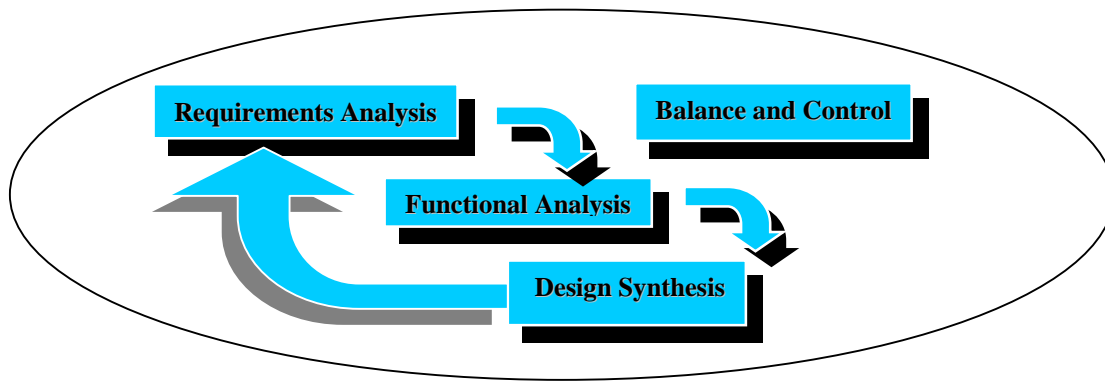 Requirements Analysis
Balance and Control
Functional Analysis
Design Synthesis